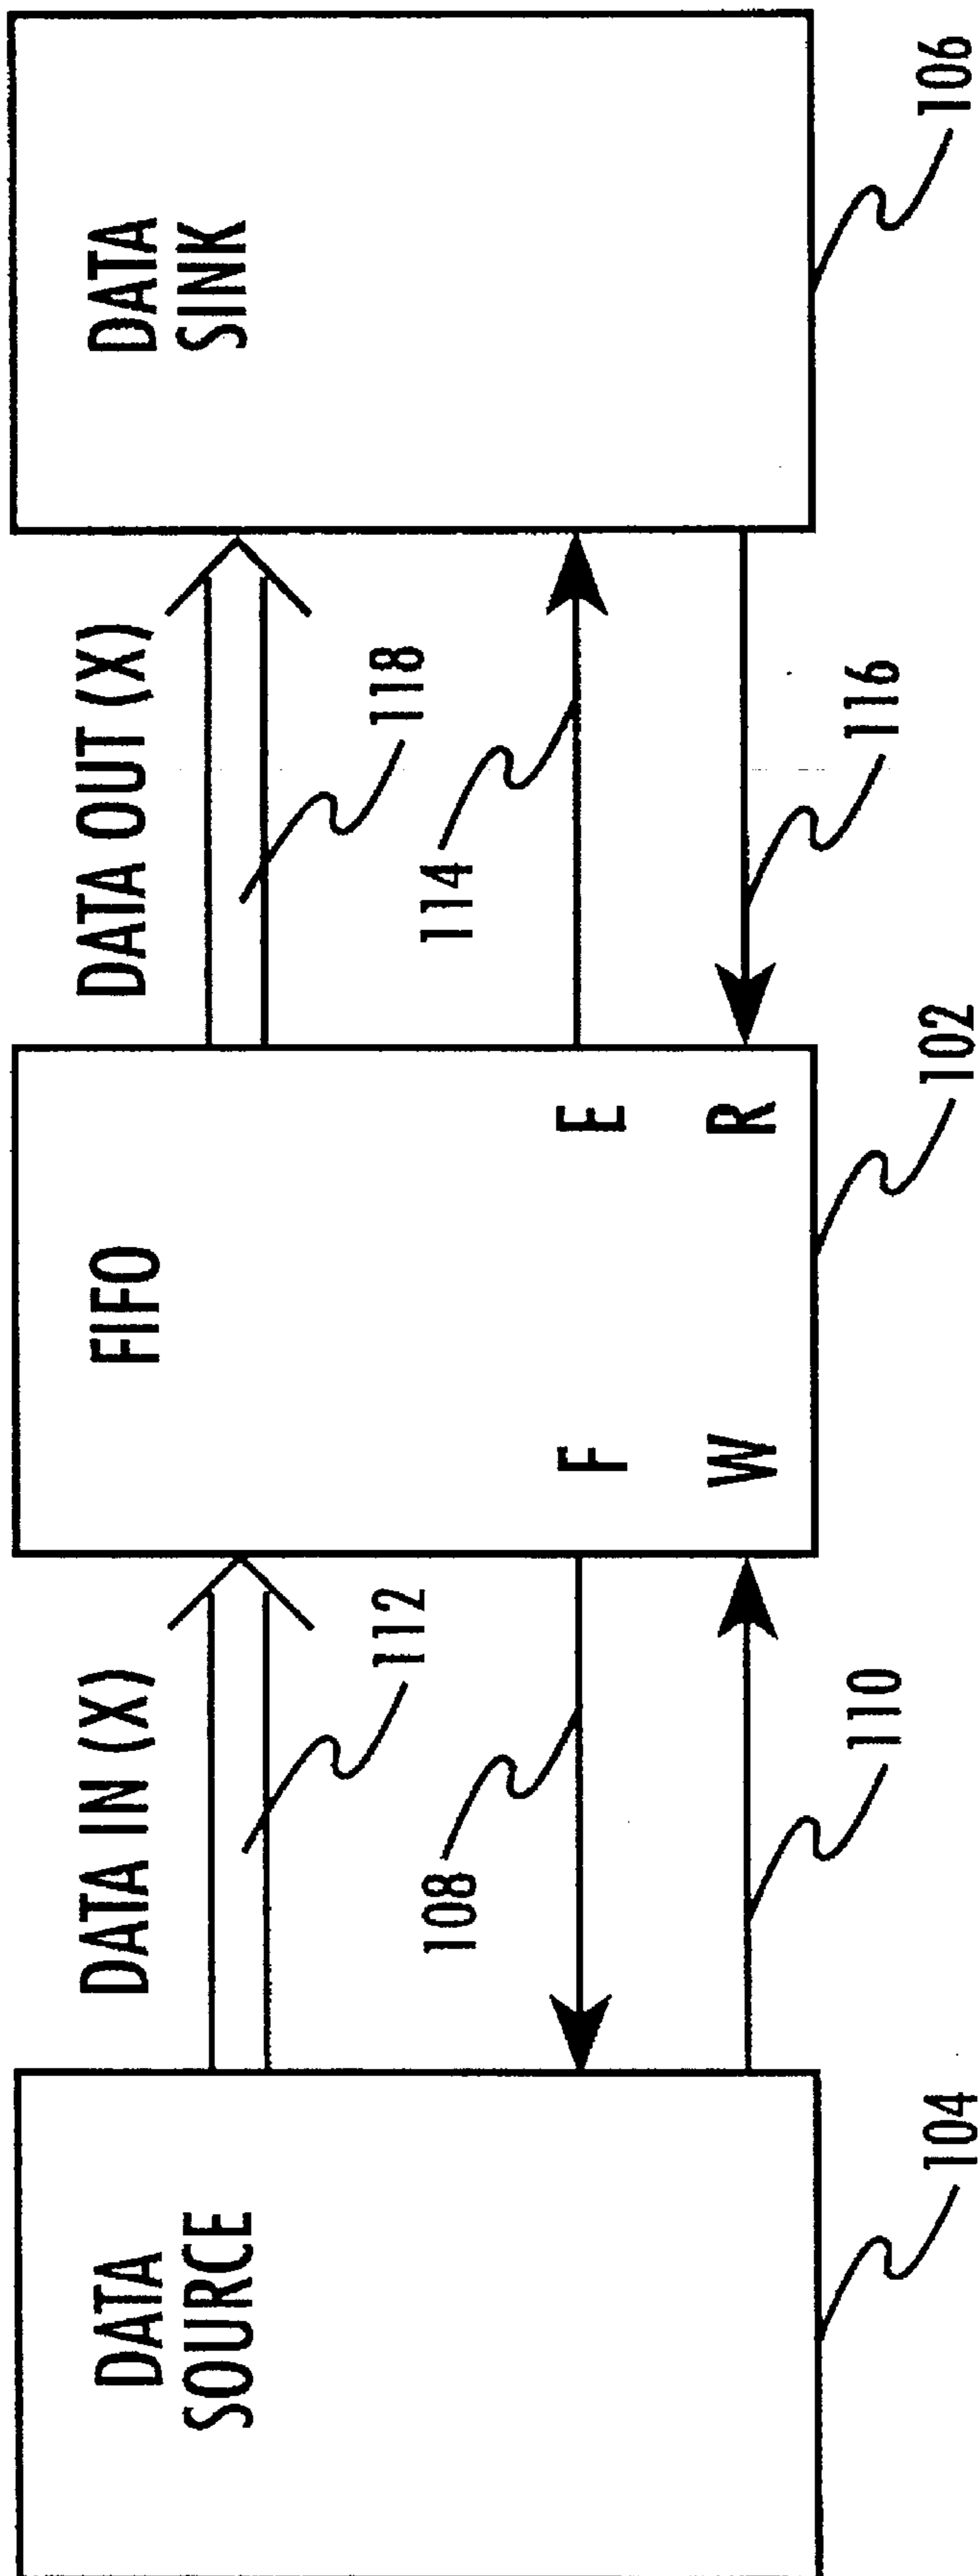 DATA
SOURCE
104
DATA IN (X)
112
108
110
FIFO
F
E
W
R
102
DATA OUT (X)
118
114
116
DATA
SINK
106